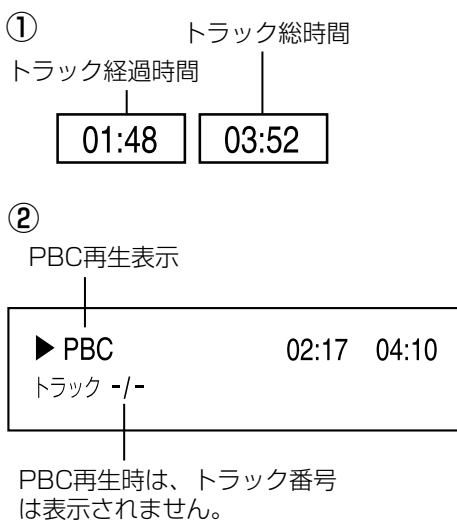 ①
トラック総時間
トラック経過時間
01:48 03:52
②
PBC再生表示
▶ PBC 02:17 04:10
トラック -/-
PBC再生時は、トラック番号
は表示されません。